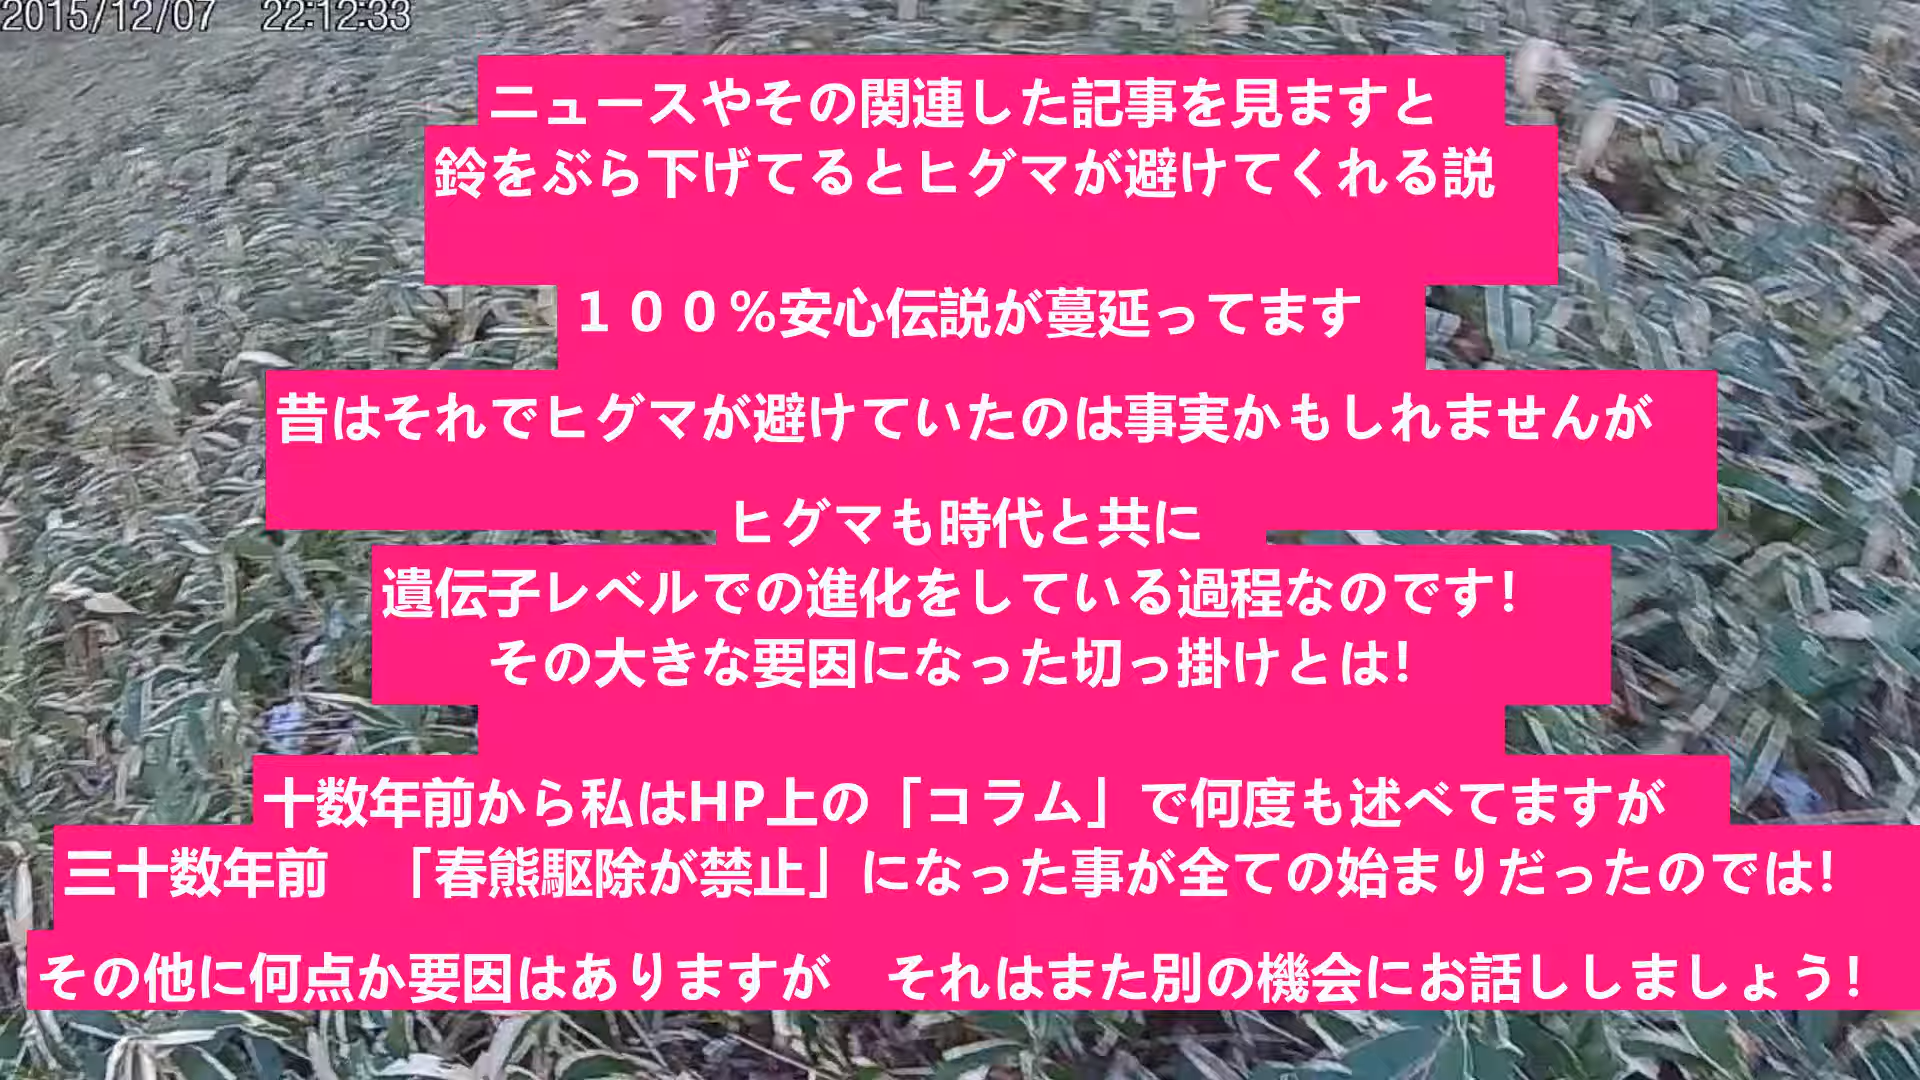 2015/12/07 22:12:33
ニュースやその関連した記事を見ますと
鈴をぶら下げてるとヒグマが避けてくれる説
１００％安心伝説が蔓延ってます
昔はそれでヒグマが避けていたのは事実かもしれませんが
ヒグマも時代と共に
遺伝子レベルでの進化をしている過程なのです！
その大きな要因になった切っ掛けとは！
十数年前から私はHP上の「コラム」で何度も述べてますが
三十数年前　「春熊駆除が禁止」になった事が全ての始まりだったのでは！
その他に何点か要因はありますが　それはまた別の機会にお話ししましょう！